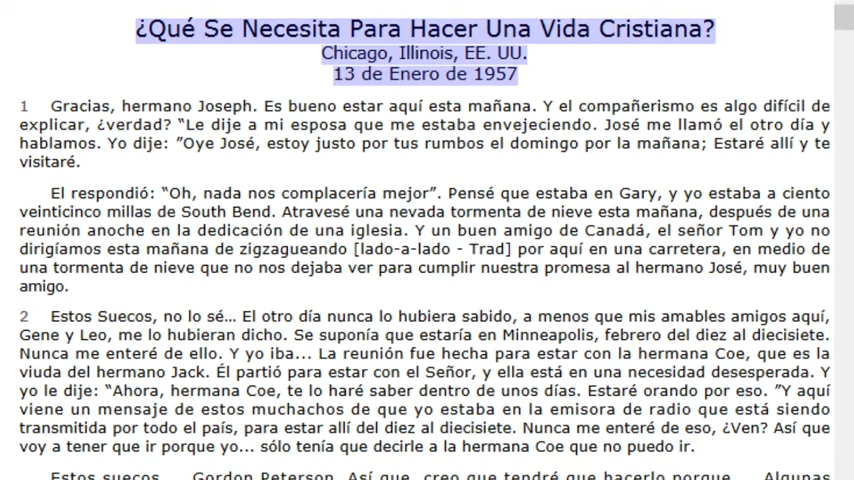 ¿Qué Se Necesita Para Hacer Una Vida Cristiana?
Chicago, Illinois, EE. UU.
13 de Enero de 1957
1 Gracias, hermano Joseph. Es bueno estar aquí esta mañana. Y el compañerismo es algo difícil de
explicar, ¿verdad? “Le dije a mi esposa que me estaba envejeciendo. José me llamó el otro día y
hablamos. Yo dije: ”Oye José, estoy justo por tus rumbos el domingo por la mañana; Estaré allí y te
visitaré.
El respondió: “Oh, nada nos complacería mejor”. Pensé que estaba en Gary, y yo estaba a ciento
veinticinco millas de South Bend. Atravesé una nevada tormenta de nieve esta mañana, después de una
reunión anoche en la dedicación de una iglesia. Y un buen amigo de Canadá, el señor Tom y yo no
dirigíamos esta mañana de zigzagueando [lado-a-lado - Trad] por aquí en una carretera, en medio de
una tormenta de nieve que no nos dejaba ver para cumplir nuestra promesa al hermano José, muy buen
amigo.
2 Estos Suecos, no lo sé... El otro día nunca lo hubiera sabido, a menos que mis amables amigos aquí,
Gene y Leo, me lo hubieran dicho. Se suponía que estaría en Minneapolis, febrero del diez al diecisiete.
Nunca me enteré de ello. Y yo iba... La reunión fue hecha para estar con la hermana Coe, que es la
viuda del hermano Jack. Él partió para estar con el Señor, y ella está en una necesidad desesperada. Y
yo le dije: “Ahora, hermana Coe, te lo haré saber dentro de unos días. Estaré orando por eso. ”Y aquí
viene un mensaje de estos muchachos de que yo estaba en la emisora de radio que está siendo
transmitida por todo el país, para estar allí del diez al diecisiete. Nunca me enteré de eso, ¿Ven? Así que
voy a tener que ir porque yo... sólo tenía que decirle a la hermana Coe que no puedo ir.
Estos suecos... Gordon Peterson. Así que, creo que tendré que hacerlo porque... Algunas